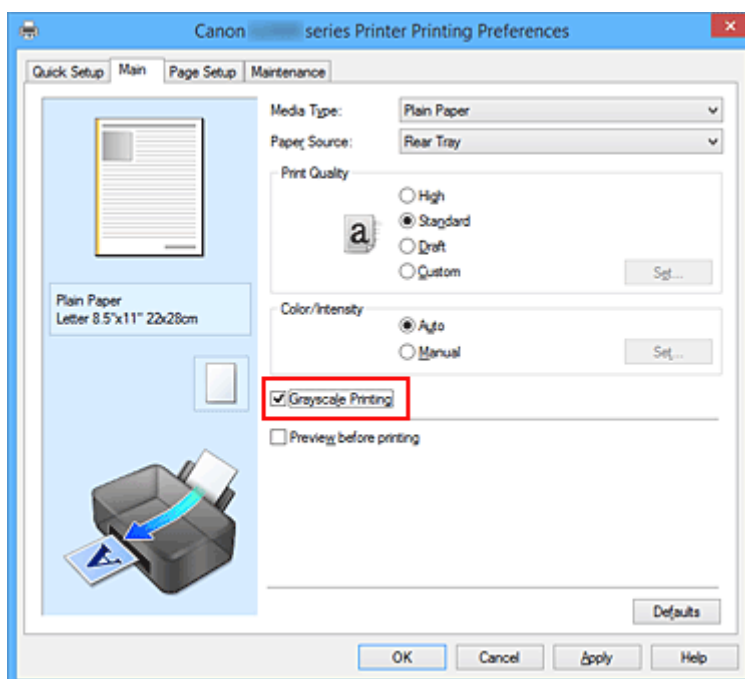 Canon series Printer Printing Preferences
Quick Setup Main Page Setup Maintenance
Media Type: Plain Paper
Paper Source: Rear Tray
Print Quality
High
a
Standard
Draft
Custom
Set...
Plain Paper
Letter 8.5"x11" 22x28cm
Color/Intensity
Auto
Manual
Set...
Grayscale Printing
Preview before printing
A
Defaults
OK Cancel Apply Help